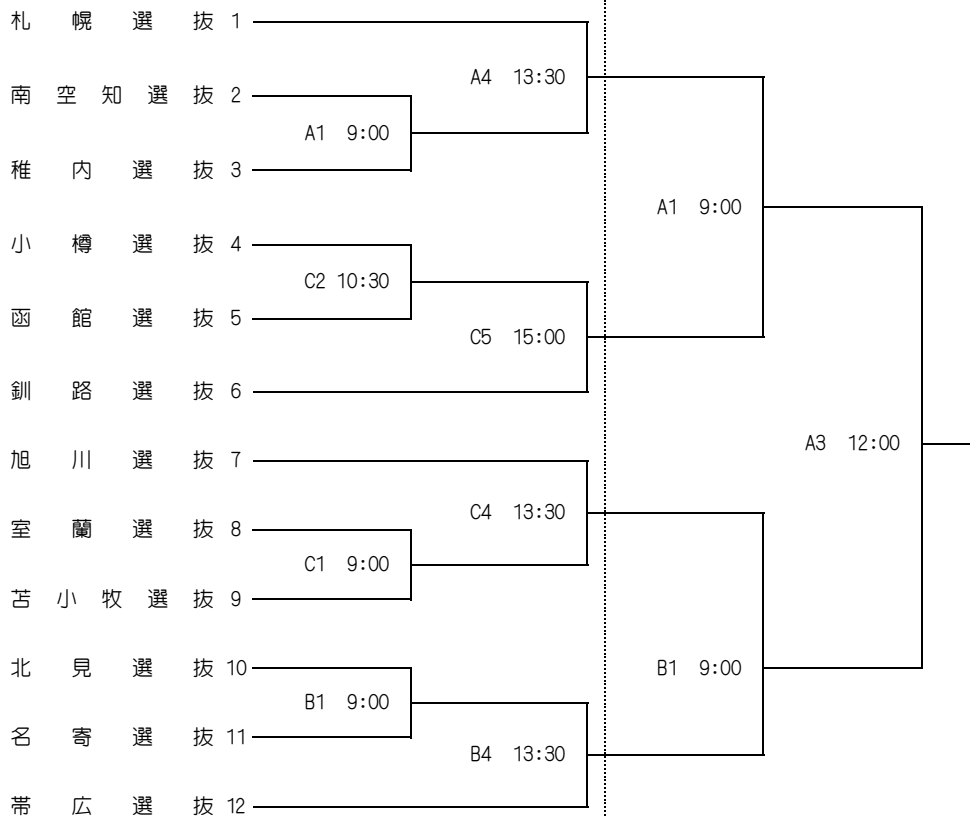 札幌選抜 1
A4 13:30
南空知選抜 2
A1 9:00
稚内選抜 3
A1 9:00
小樽選抜 4
C2 10:30
函館選抜 5
C5 15:00
釧路選抜 6
A3 12:00
旭川選抜 7
C4 13:30
室蘭選抜 8
C1 9:00
苫小牧選抜 9
北見選抜 10
B1 9:00
B1 9:00
名寄選抜 11
B4 13:30
帯広選抜 12